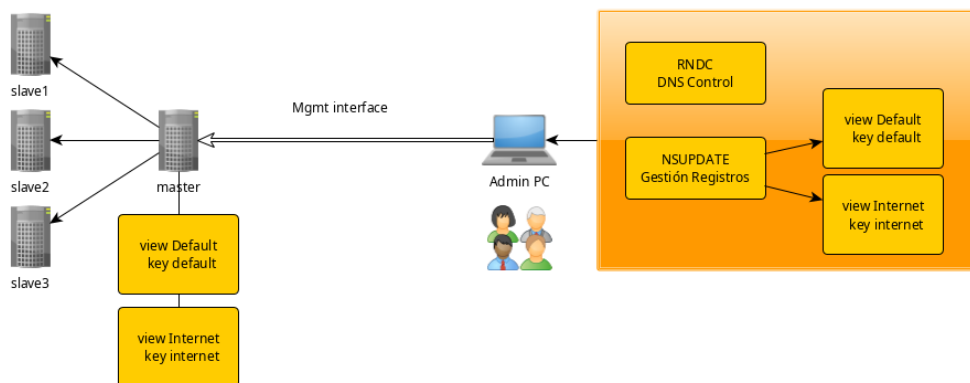 slave1
slave2
slave3
master
view Default
key default
view Internet
key internet
Mgmt interface
Admin PC
RNDC
DNS Control
NSUPDATE
Gestión Registros
view Default
key default
view Internet
key internet